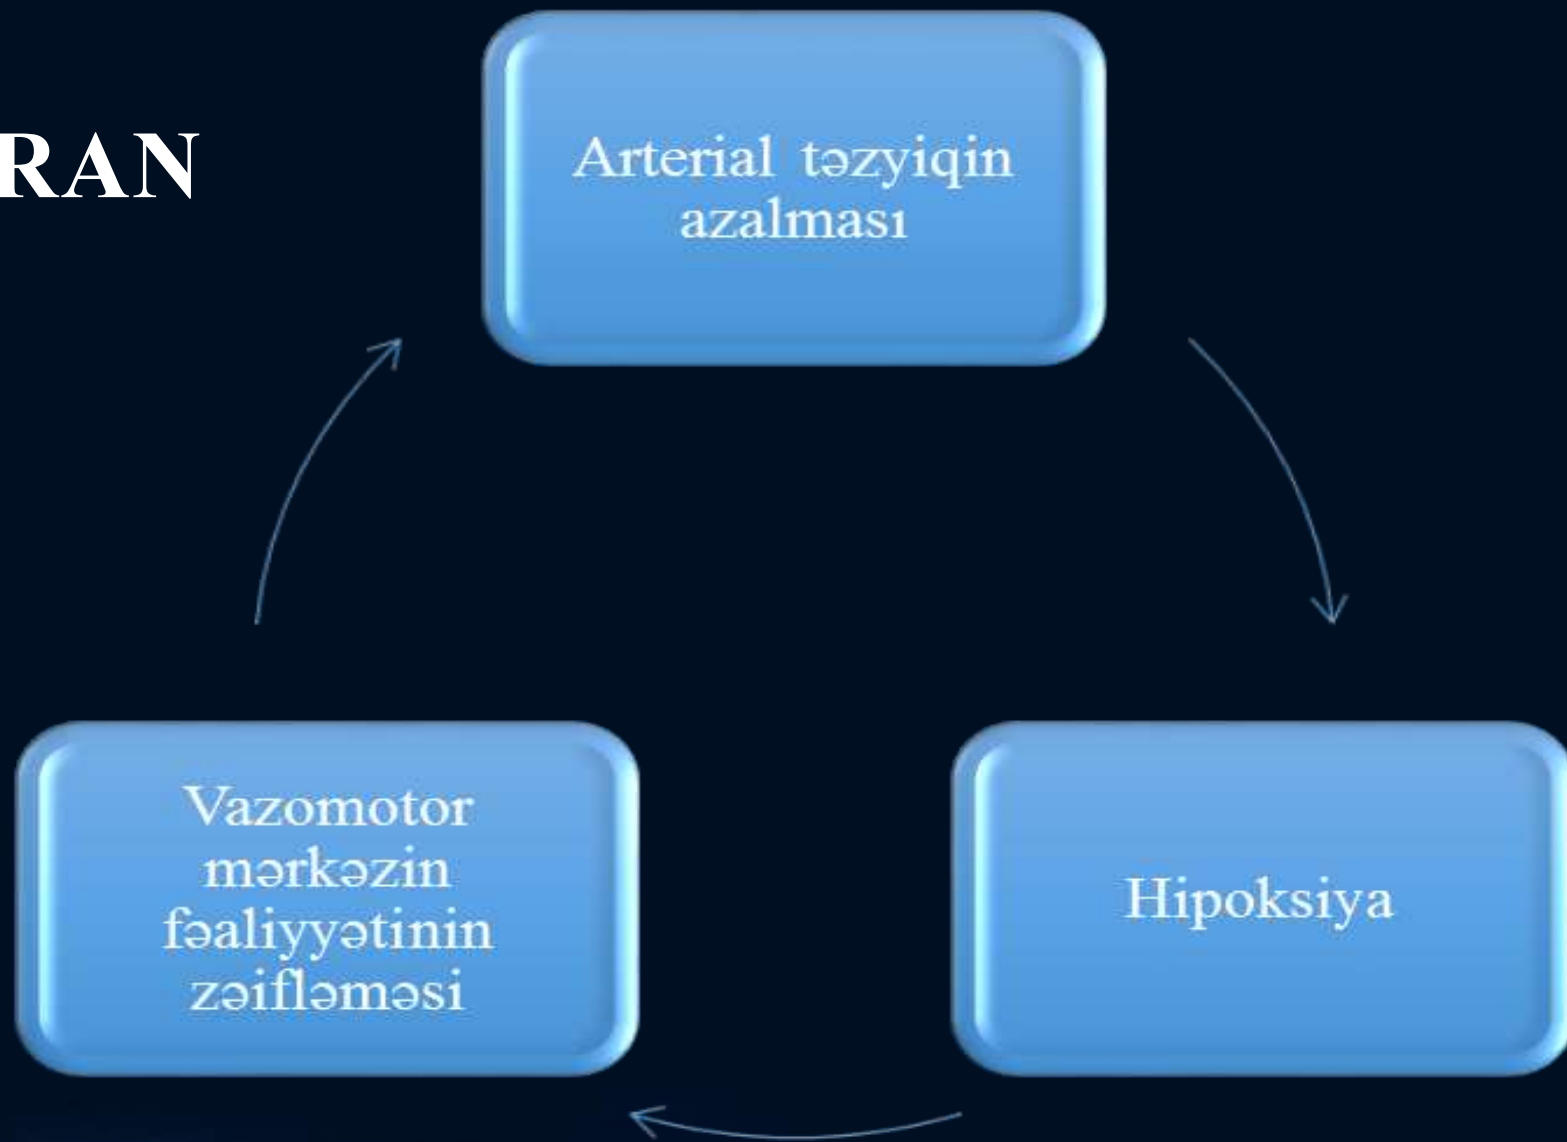 RAN
Arterial təzyiqin
azalması
Vazomotor
mərkəzin
fəaliyyətinin
zəifləməsi
Hipoksiya